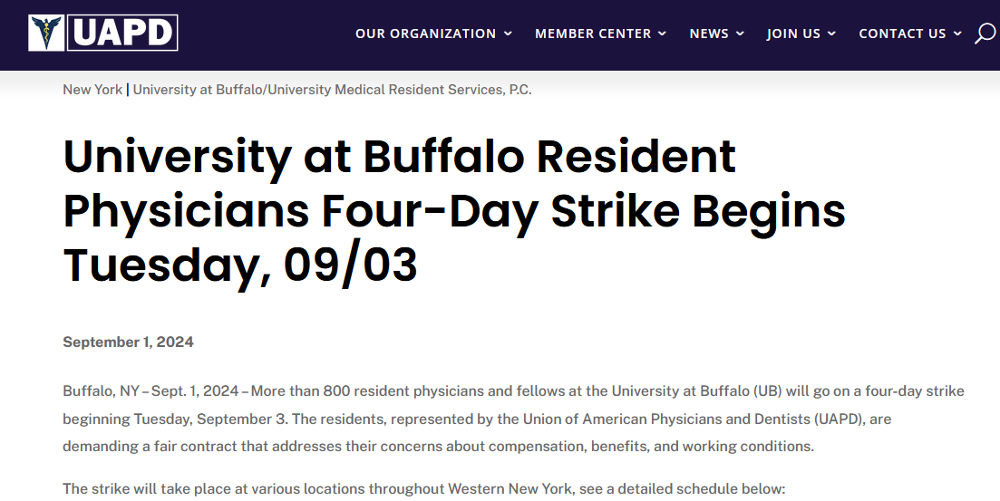 UAPD
OUR ORGANIZATION MEMBER CENTER NEWS JOIN US CONTACT US
New York | University at Buffalo/University Medical Resident Services, P.C.
University at Buffalo Resident
Physicians Four-Day Strike Begins
Tuesday, 09/03
September 1, 2024
Buffalo, NY – Sept. 1, 2024 – More than 800 resident physicians and fellows at the University at Buffalo (UB) will go on a four-day strike
beginning Tuesday, September 3. The residents, represented by the Union of American Physicians and Dentists (UAPD), are
demanding a fair contract that addresses their concerns about compensation, benefits, and working conditions.
The strike will take place at various locations throughout Western New York, see a detailed schedule below: